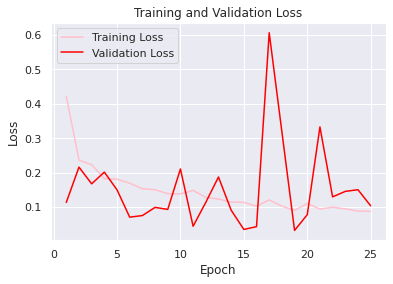 Training and Validation Loss
Training Loss
Validation Loss
0.6
0.5
0.4
0.3
0.2
0.1
Loss
0 5 10 15 20 25
Epoch